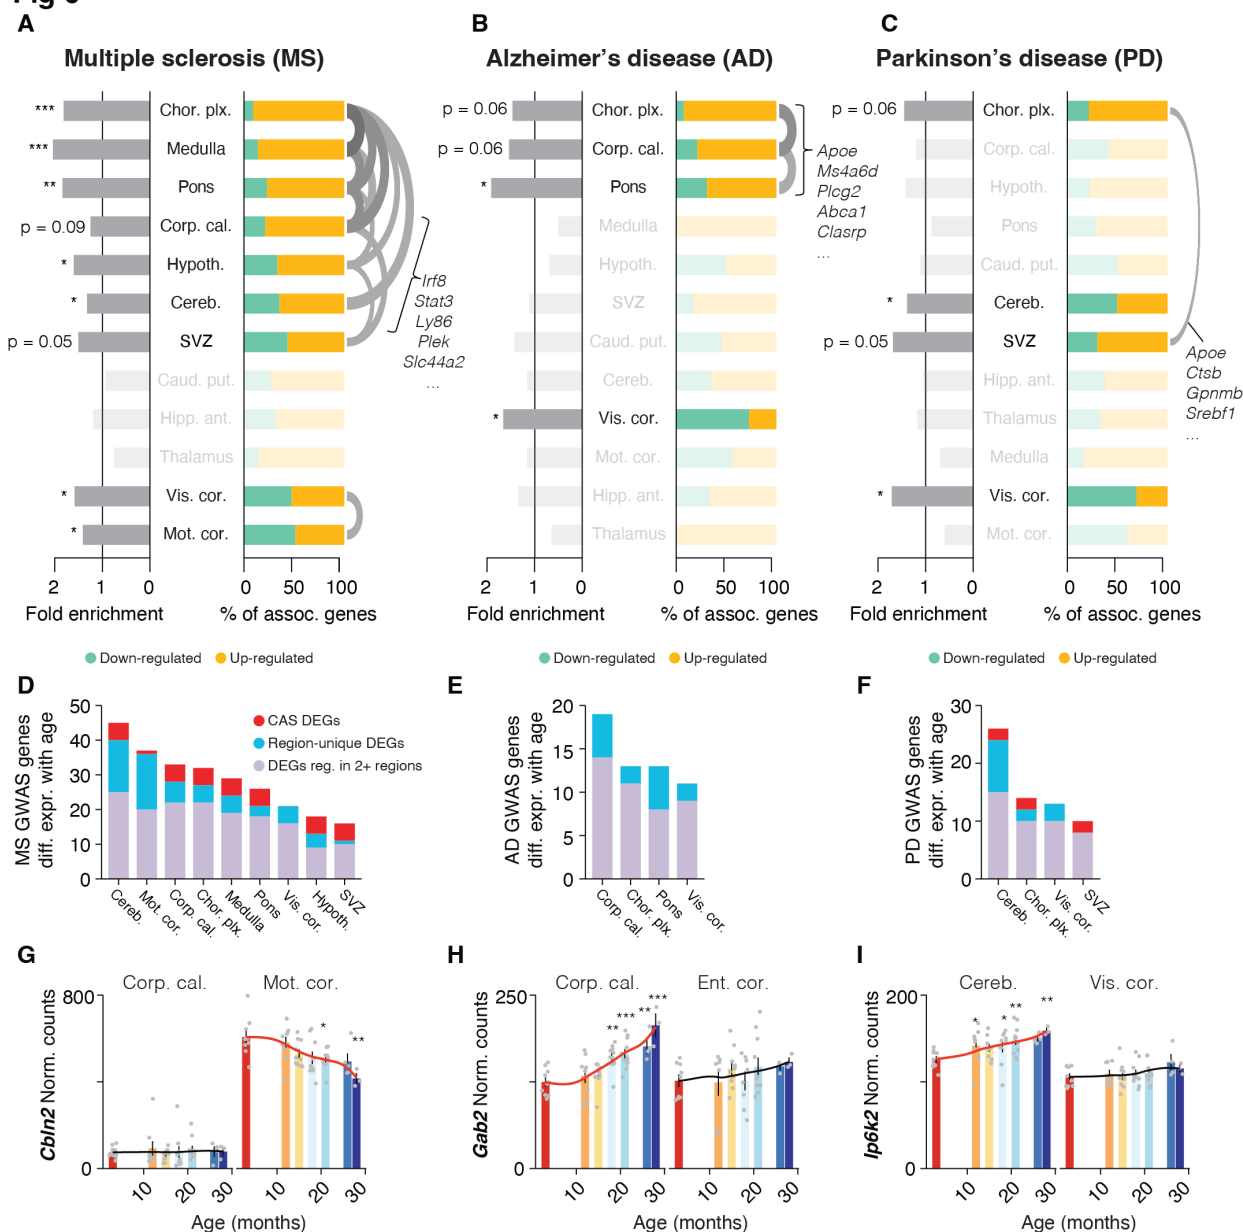 A
Multiple sclerosis (MS)
*** Chor. plx.
*** Medulla
** Pons
p = 0.09 Corp. cal.
* Hypoth.
* Cereb.
p = 0.05 SVZ
Caud. put.
Hipp. ant.
Thalamus
* Vis. cor.
* Mot. cor.
Irf8
Stat3
Ly86
Plek
Slc44a2
...
2 1 0 0 50 100
Fold enrichment % of assoc. genes
Down-regulated Up-regulated
B
Alzheimer's disease (AD)
p = 0.06 Chor. plx.
p = 0.06 Corp. cal.
* Pons
Medulla
Hypoth.
SVZ
Caud. put.
Cereb.
* Vis. cor.
Mot. cor.
Hipp. ant.
Thalamus
Apoe
Ms4a6d
Plcg2
Abca1
Clasrp
...
2 1 0 0 50 100
Fold enrichment % of assoc. genes
Down-regulated Up-regulated
C
Parkinson's disease (PD)
p = 0.06 Chor. plx.
Corp. cal.
Hypoth.
Pons
Caud. put.
* Cereb.
p = 0.05 SVZ
Hipp. ant.
Thalamus
Medulla
* Vis. cor.
Mot. cor.
Apoe
Ctsb
Gpnmb
Srebf1
...
2 1 0 0 50 100
Fold enrichment % of assoc. genes
Down-regulated Up-regulated
D
MS GWAS genes
diff. expr. with age
50
40
30
20
10
0
CAS DEGs
Region-unique DEGs
DEGs reg. in 2+ regions
Cereb. Mot. cor. Corp. cal. Chor. plx. Medulla Pons Vis. cor. Hypoth. SVZ
E
AD GWAS genes
diff. expr. with age
20
15
10
5
0
Corp. cal. Chor. plx. Pons Vis. cor.
F
PD GWAS genes
diff. expr. with age
30
20
10
0
Cereb. Chor. plx. Vis. cor. SVZ
G
Corp. cal. Mot. cor.
Cbln2 Norm. counts
800
0
* **
10 20 30 10 20 30
Age (months)
H
Corp. cal. Ent. cor.
Gab2 Norm. counts
250
0
** *** ** ***
10 20 30 10 20 30
Age (months)
I
Cereb. Vis. cor.
Ip6k2 Norm. counts
200
0
* * ** **
10 20 30 10 20 30
Age (months)